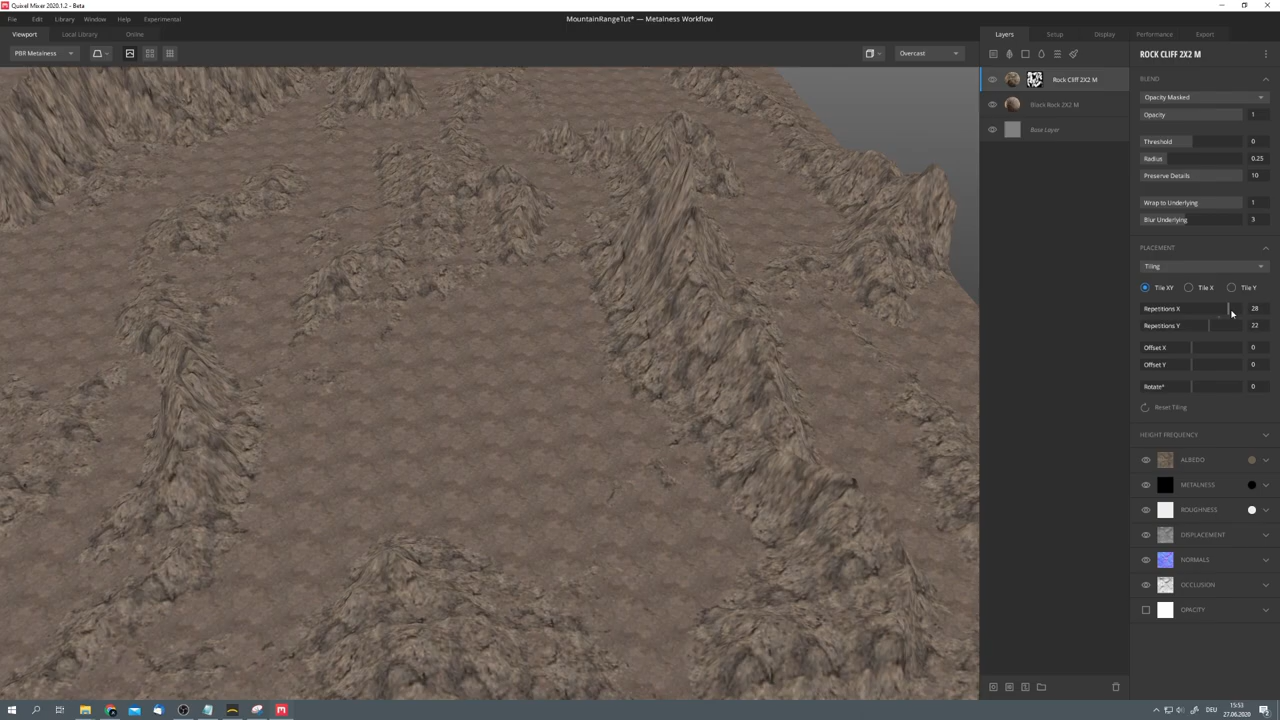 Quixel Mixer 2020.1.2 - Beta
File Edit Library Window Help Experimental
MountainRangeTut* — Metalness Workflow
Viewport Local Library Online
Layers Setup Display Performance Export
PBR Metalness
Overcast
ROCK CLIFF 2X2 M
Rock Cliff 2X2 M
Black Rock 2X2 M
Base Layer
BLEND
Opacity Masked
Opacity 1
Threshold 0
Radius 0.25
Preserve Details 10
Wrap to Underlying 1
Blur Underlying 3
PLACEMENT
Tiling
Tile XY Tile X Tile Y
Repetitions X 28
Repetitions Y 22
Offset X 0
Offset Y 0
Rotate° 0
Reset Tiling
HEIGHT FREQUENCY
ALBEDO
METALNESS
ROUGHNESS
DISPLACEMENT
NORMALS
OCCLUSION
OPACITY
DEU
15:53
27.06.2020